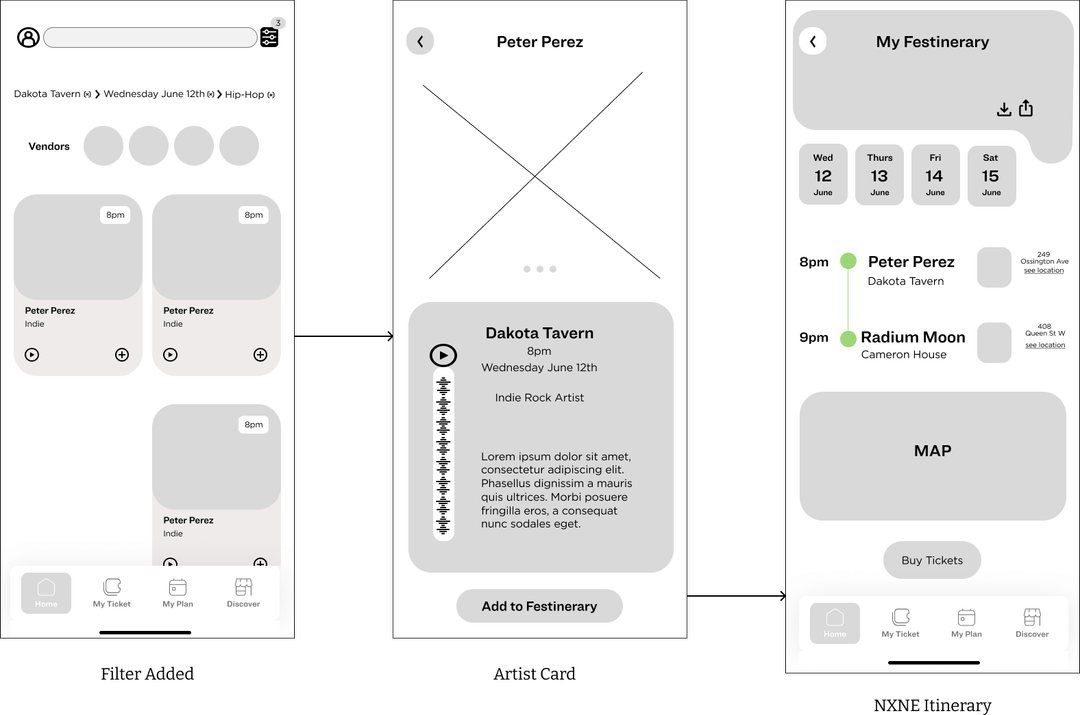 3
Dakota Tavern (•) ❯ Wednesday June 12th (•) ❯ Hip-Hop (•)
Vendors
8pm
8pm
Peter Perez
Indie
Peter Perez
Indie
8pm
Peter Perez
Indie
Home
My Ticket
My Plan
Discover
Filter Added
Peter Perez
Dakota Tavern
8pm
Wednesday June 12th
Indie Rock Artist
Lorem ipsum dolor sit amet,
consectetur adipiscing elit.
Phasellus dignissim a mauris
quis ultrices. Morbi posuere
fringilla eros, a consequat
nunc sodales eget.
Add to Festinerary
Artist Card
My Festinerary
Wed
12
June
Thurs
13
June
Fri
14
June
Sat
15
June
8pm
Peter Perez
Dakota Tavern
249
Ossington Ave
see location
9pm
Radium Moon
Cameron House
408
Queen St W
see location
MAP
Buy Tickets
Home
My Ticket
My Plan
Discover
NXNE Itinerary